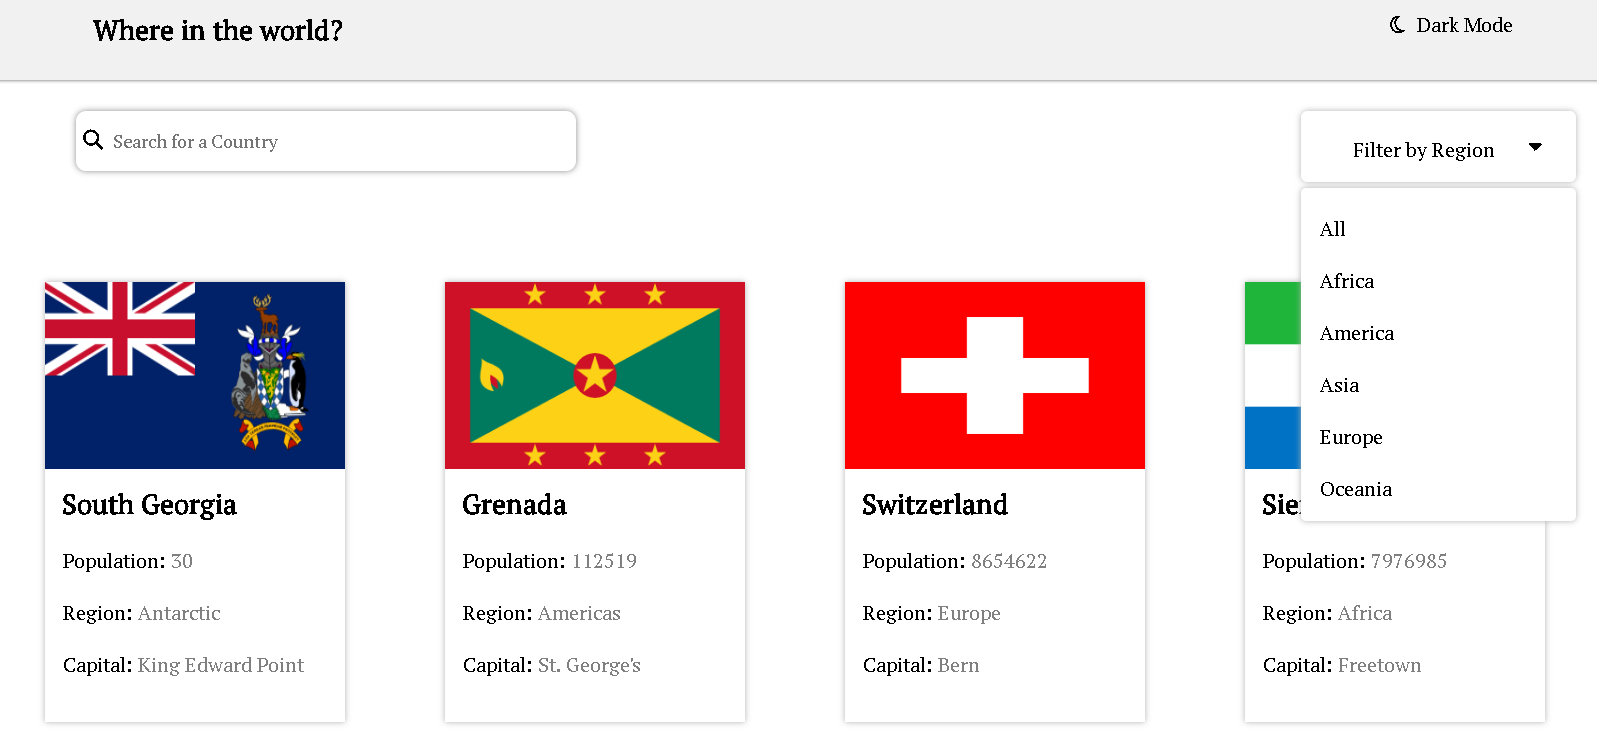 Where in the world?
Dark Mode
Search for a Country
Filter by Region
All
Africa
America
Asia
Europe
Oceania
South Georgia
Population: 30
Region: Antarctic
Capital: King Edward Point
Grenada
Population: 112519
Region: Americas
Capital: St. George's
Switzerland
Population: 8654622
Region: Europe
Capital: Bern
Population: 7976985
Region: Africa
Capital: Freetown